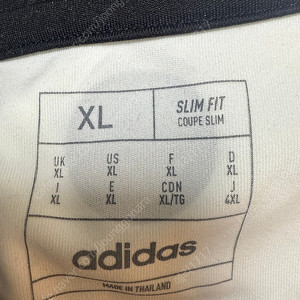 XL SLIM FIT
COUPE SLIM
UK US F D
XL XL XL XL
I E CDN J
XL XL XL/TG 4XL
adidas
MADE IN THAILAND